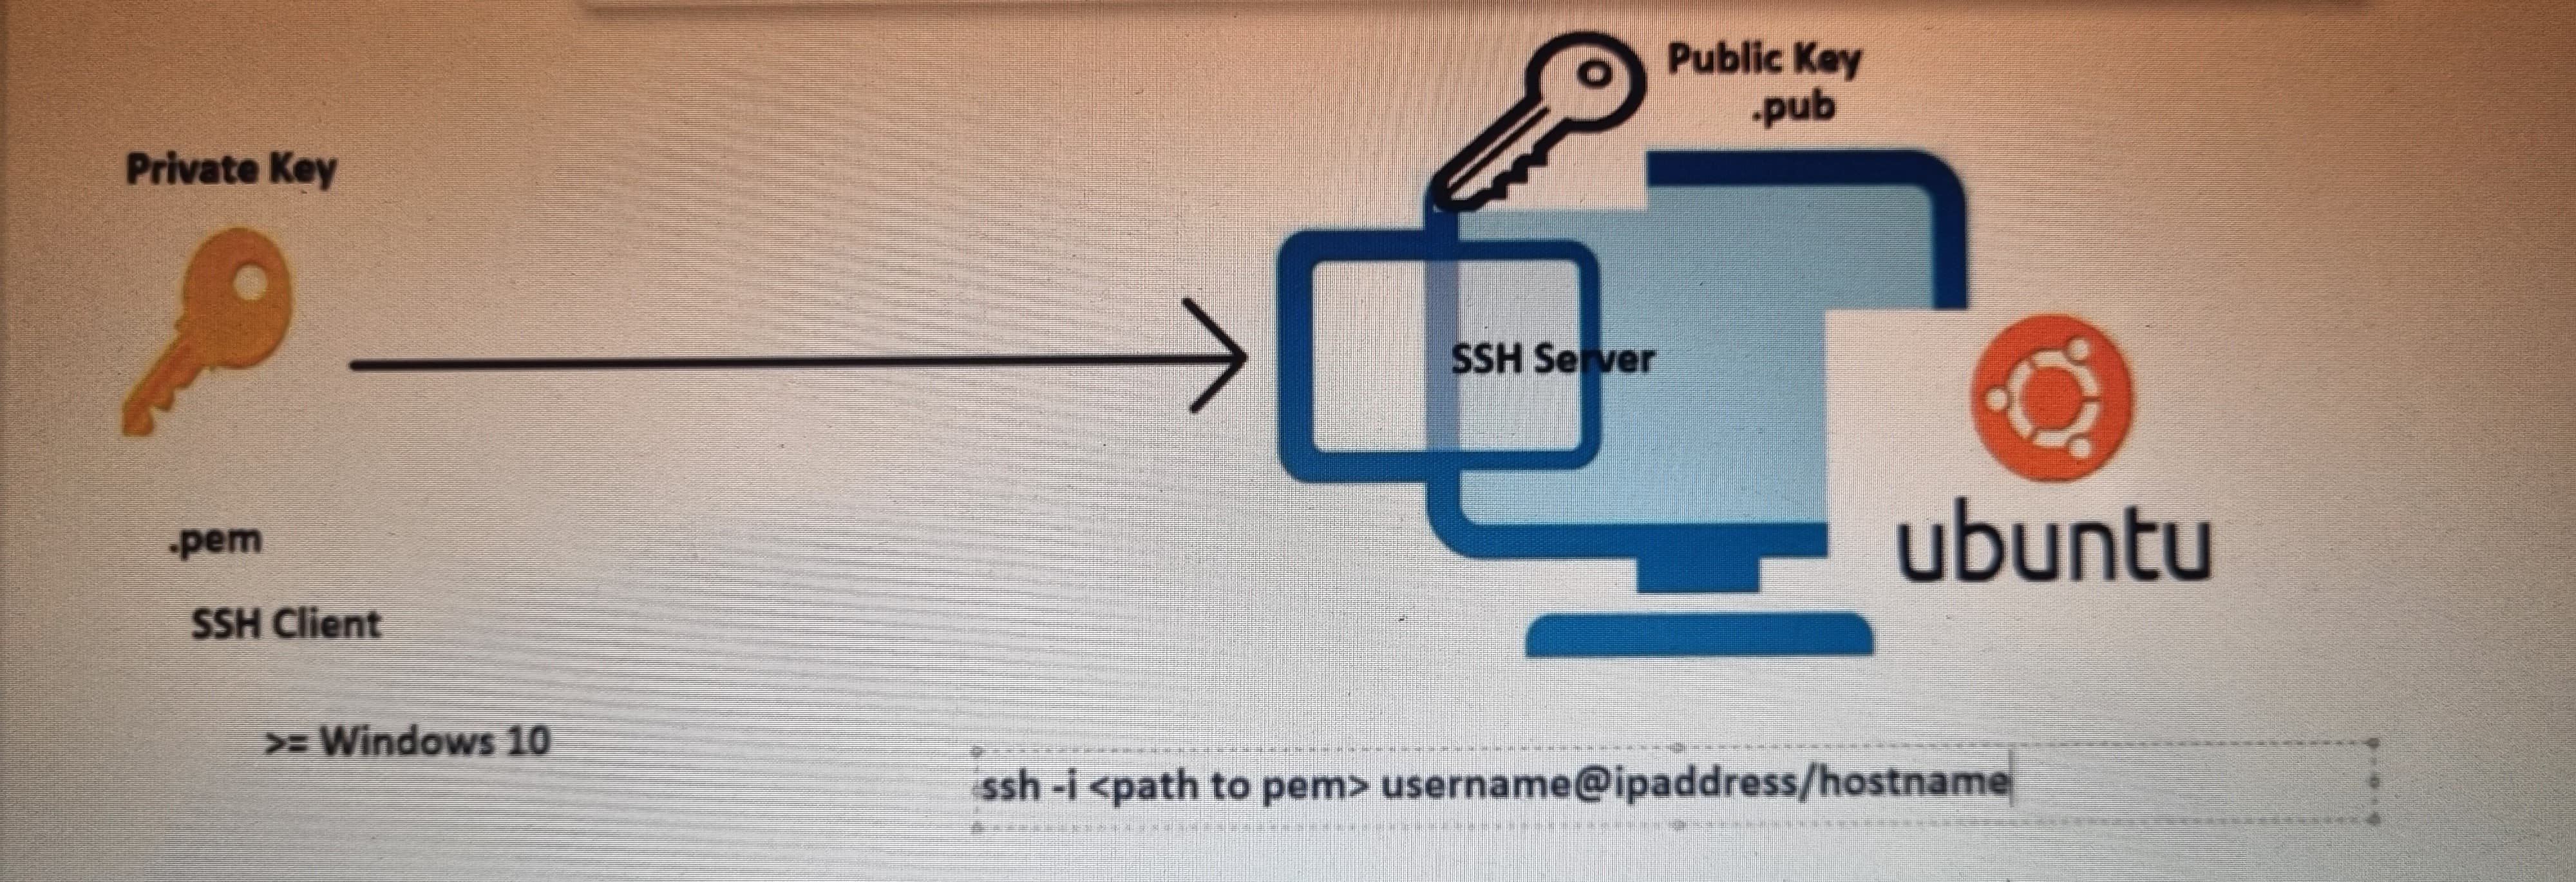 Public Key
.pub
Private Key
SSH Server
ubuntu
.pem
SSH Client
>= Windows 10
ssh -i <path to pem> username@ipaddress/hostname